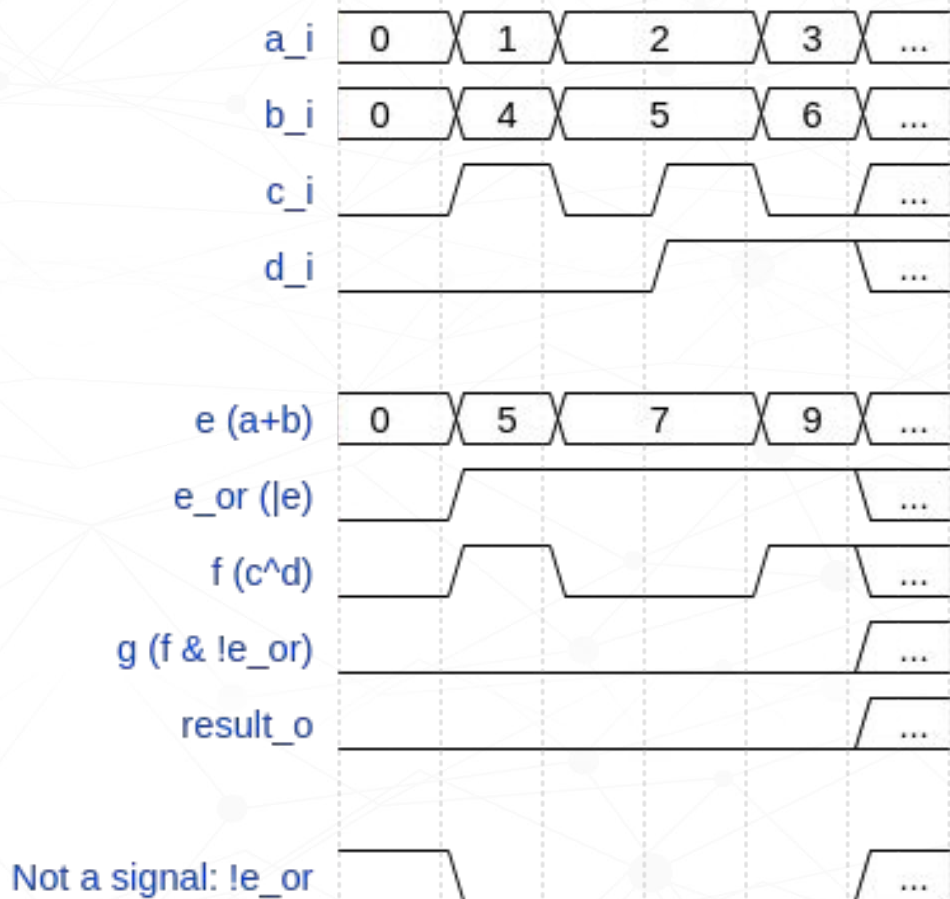 a_i 0 1 2 3 ...
b_i 0 4 5 6 ...
c_i ...
d_i ...
e (a+b) 0 5 7 9 ...
e_or (|e) ...
f (c^d) ...
g (f & !e_or) ...
result_o ...
Not a signal: !e_or ...